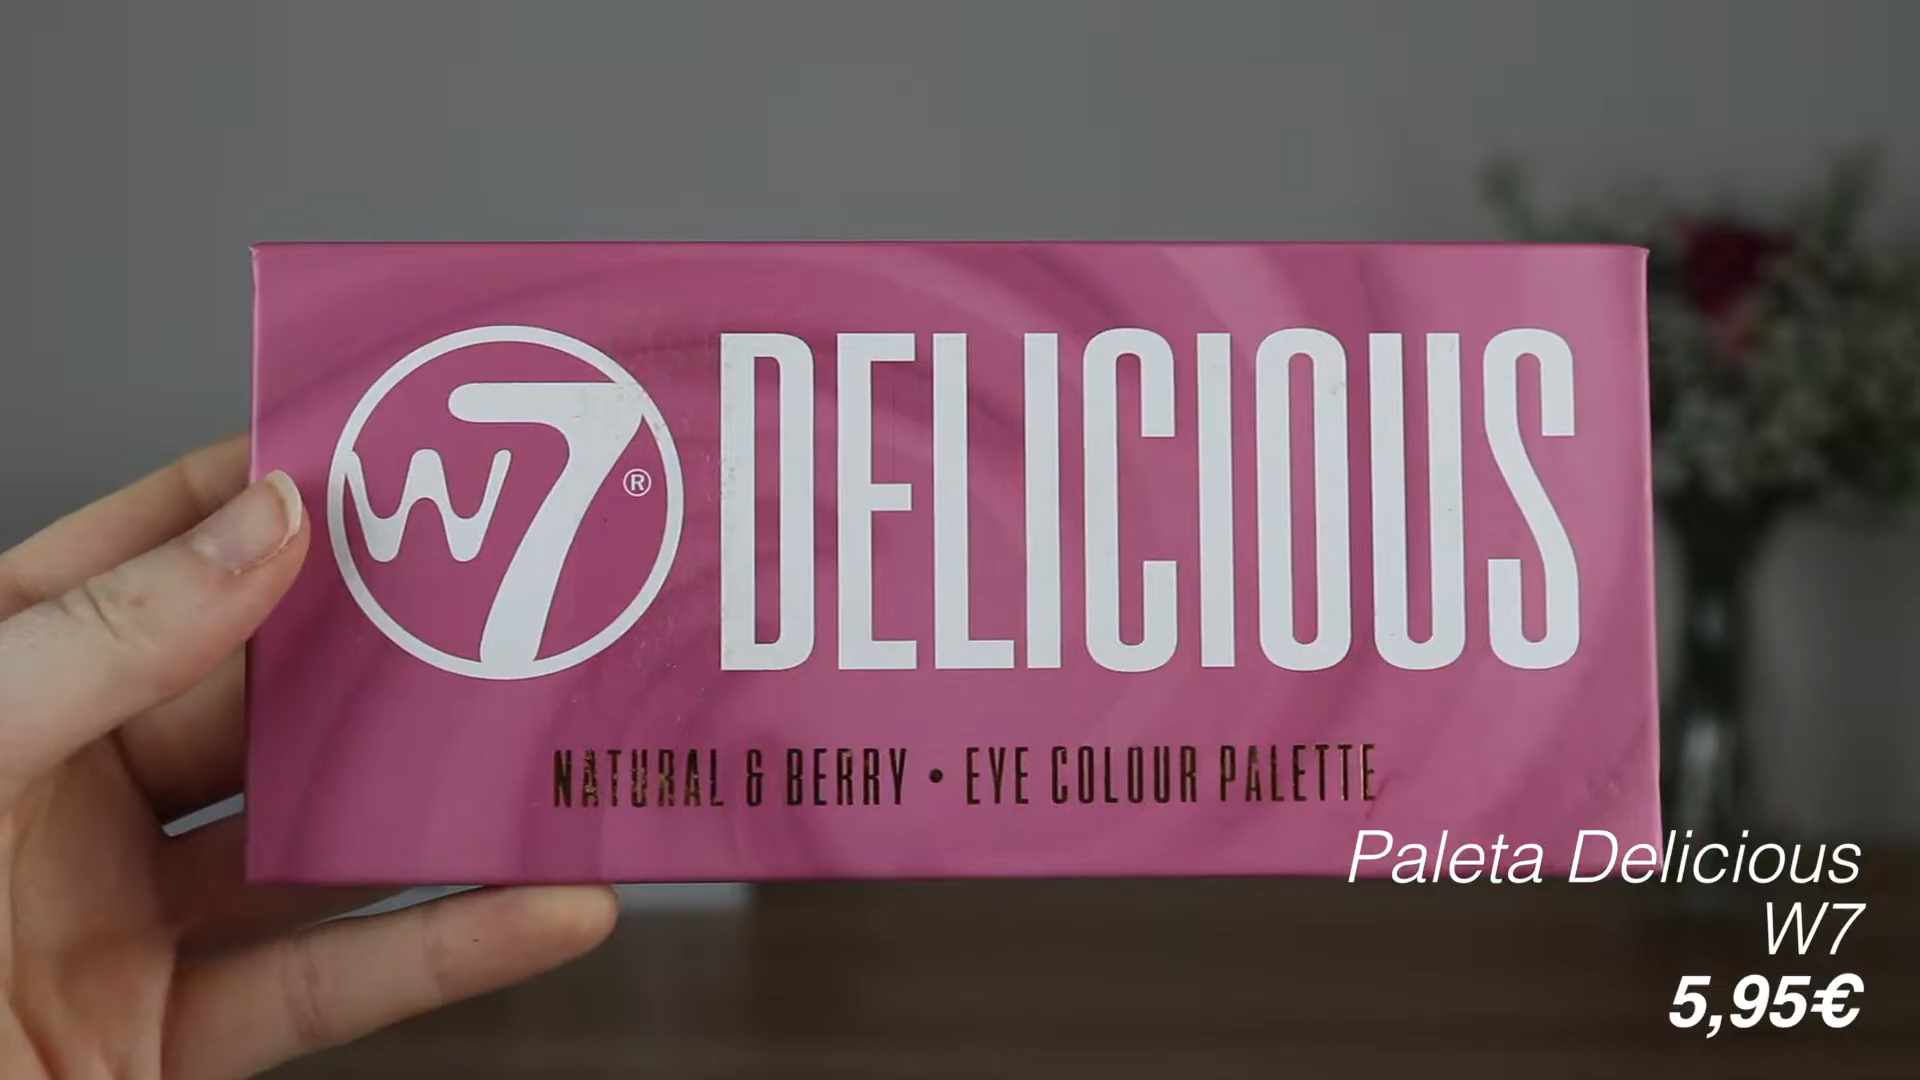 W7® DELICIOUS
NATURAL & BERRY • EYE COLOUR PALETTE
Paleta Delicious
W7
5,95€